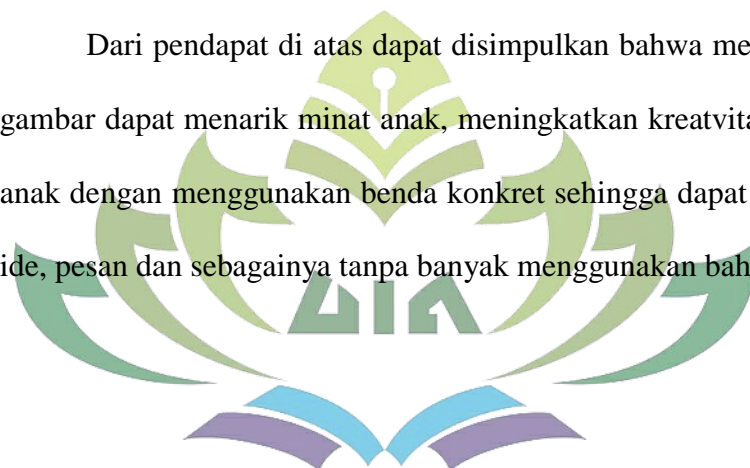 Dari pendapat di atas dapat disimpulkan bahwa me
gambar dapat menarik minat anak, meningkatkan kreatvita
anak dengan menggunakan benda konkret sehingga dapat
ide, pesan dan sebagainya tanpa banyak menggunakan bah